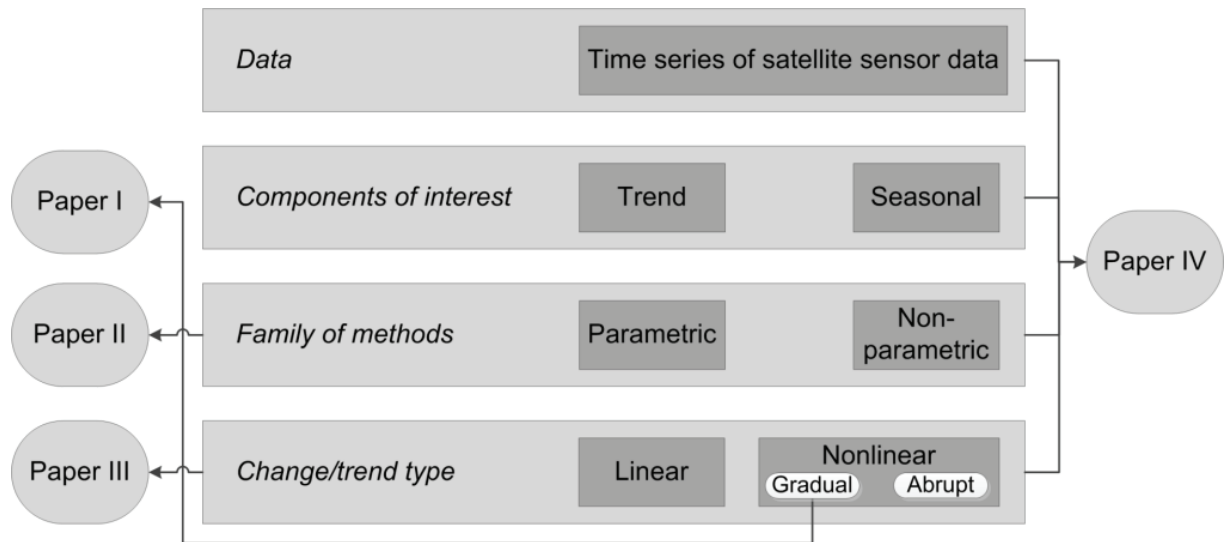 Data
Time series of satellite sensor data
Paper I
Components of interest
Trend
Seasonal
Paper IV
Paper II
Family of methods
Parametric
Non-
parametric
Paper III
Change/trend type
Linear
Nonlinear
Gradual
Abrupt